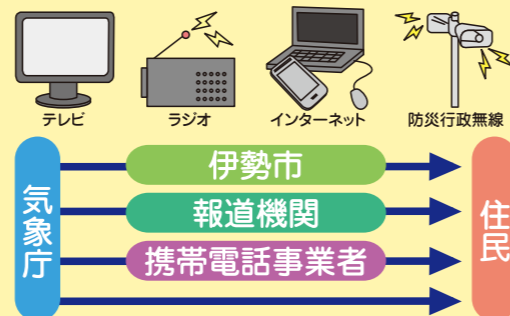 テレビ
ラジオ
インターネット
防災行政無線
気象庁
伊勢市
報道機関
携帯電話事業者
住民